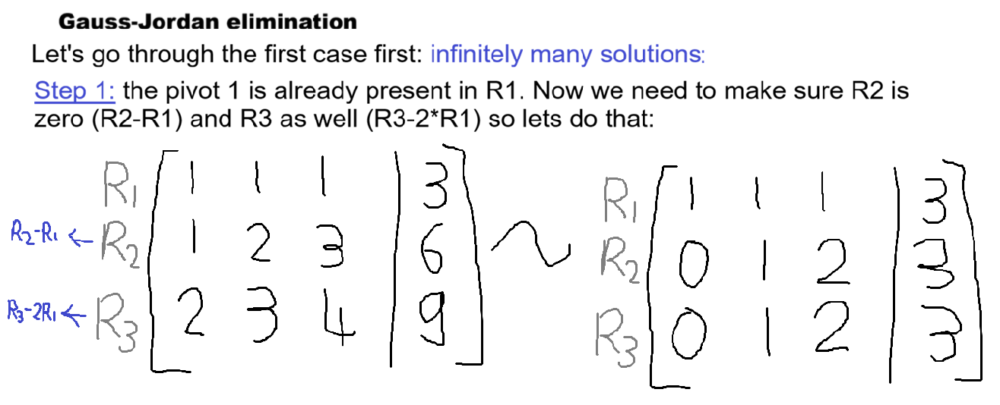 Gauss-Jordan elimination
Let's go through the first case first: infinitely many solutions:
Step 1: the pivot 1 is already present in R1. Now we need to make sure R2 is
zero (R2-R1) and R3 as well (R3-2*R1) so lets do that:
R₁ [ 1 1 1 | 3 ]
R₂-R₁ ← R₂ [ 1 2 3 | 6 ]
R₃-2R₁ ← R₃ [ 2 3 4 | 9 ]
~
R₁ [ 1 1 1 | 3 ]
R₂ [ 0 1 2 | 3 ]
R₃ [ 0 1 2 | 3 ]